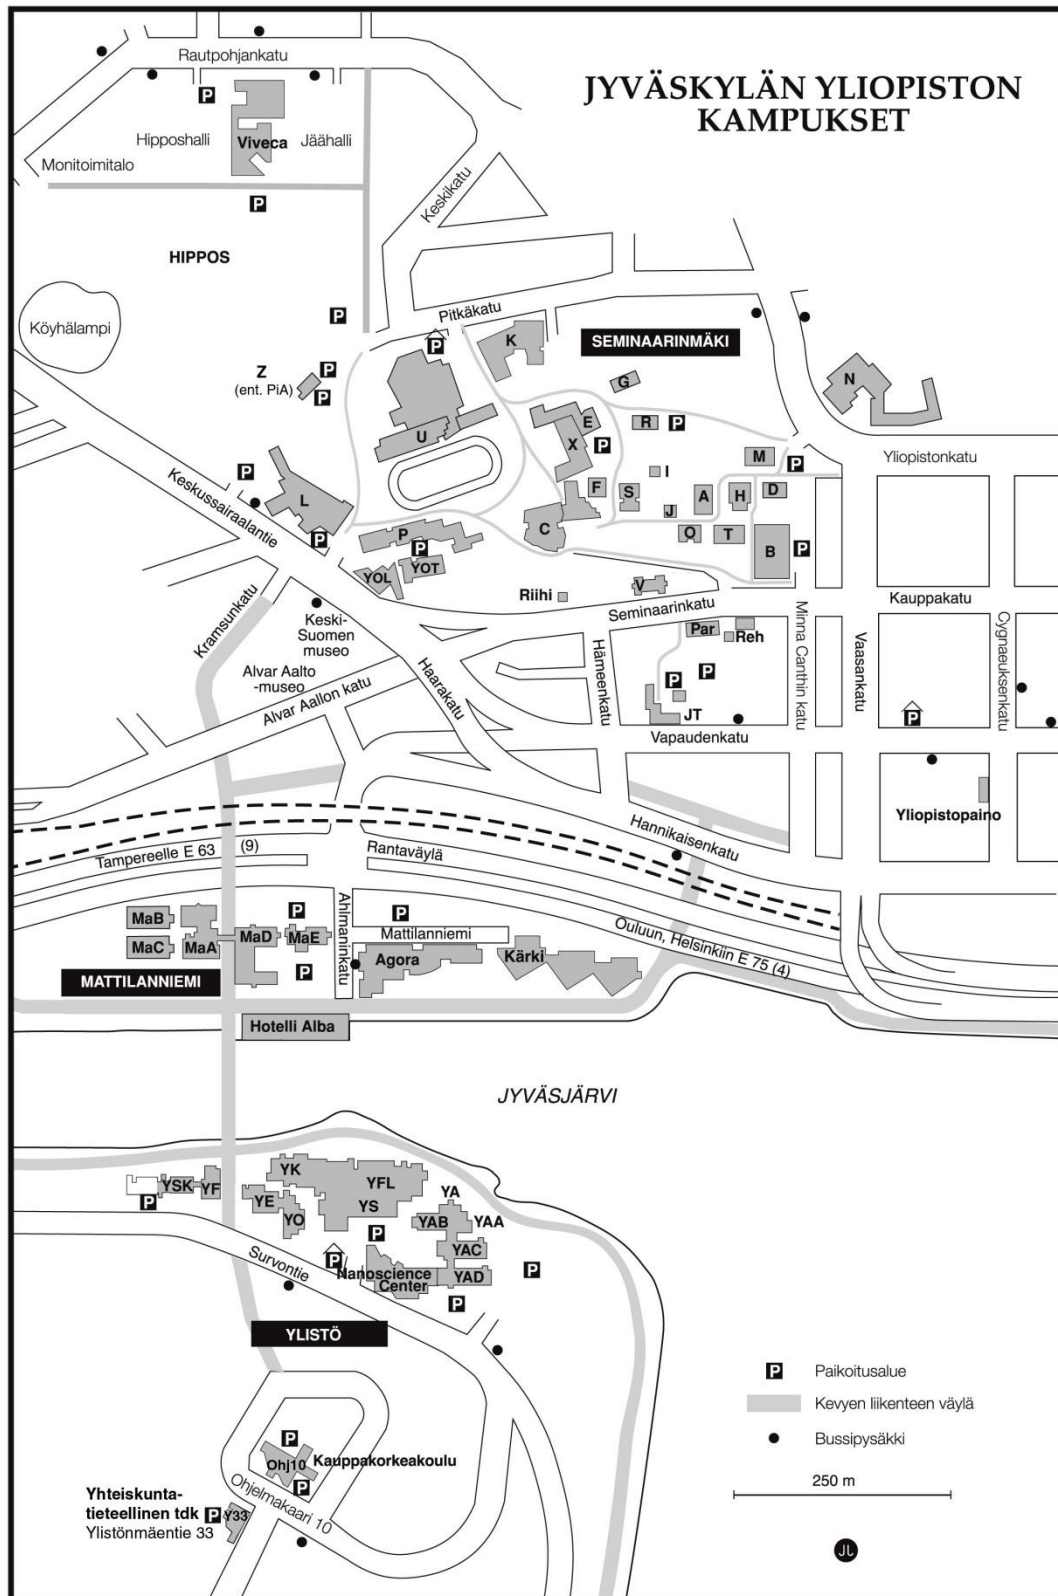 JYVÄSKYLÄN YLIOPISTON
KAMPUKSET
Rautpohjankatu
P
Hipposhalli
Viveca
Jäähalli
Monitoimitalo
P
Keskikatu
HIPPOS
Köyhälampi
P
Pitkäkatu
P
K
SEMINAARINMÄKI
Z
(ent. PiA)
P
P
G
N
U
E
X
P
R
P
M
P
Yliopistonkatu
P
L
Keskussairaalantie
I
F
S
A
H
D
J
C
O
T
B
P
P
P
P
YOL
YOT
Riihi
V
Seminaarinkatu
Kauppakatu
Kramsunkatu
Keski-
Suomen
museo
Alvar Aalto
-museo
Alvar Aallon katu
Haarakatu
Hämeenkatu
Par
Reh
P
P
JT
Vapaudenkatu
Minna Canthin katu
Vaasankatu
Cygnaeuksenkatu
P
Yliopistopaino
Hannikaisenkatu
Tampereelle E 63
(9)
Rantaväylä
Ouluun, Helsinkiin E 75 (4)
Ahlmaninkatu
MaB
MaC
MaA
MaD
MaE
P
P
P
Mattilanniemi
Agora
Kärki
MATTILANNIEMI
Hotelli Alba
JYVÄSJÄRVI
YSK
YF
P
YK
YFL
YE
YS
YO
YA
YAB
YAA
YAC
YAD
P
P
P
P
Nanoscience
Center
Survontie
YLISTÖ
P
Ohj10
Kauppakorkeakoulu
P
Ohjelmakaari 10
Yhteiskunta-
tieteellinen tdk
P
Y33
Ylistönmäentie 33
P
Paikoitusalue
Kevyen liikenteen väylä
Bussipysäkki
250 m
JL